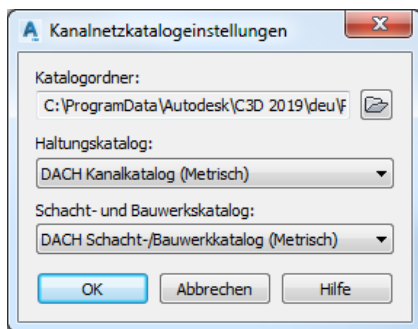 Kanalnetzkatalogeinstellungen
Katalogordner:
C:\ProgramData\Autodesk\C3D 2019\deu\F
Haltungskatalog:
DACH Kanalkatalog (Metrisch)
Schacht- und Bauwerkskatalog:
DACH Schacht-/Bauwerkkatalog (Metrisch)
OK Abbrechen Hilfe